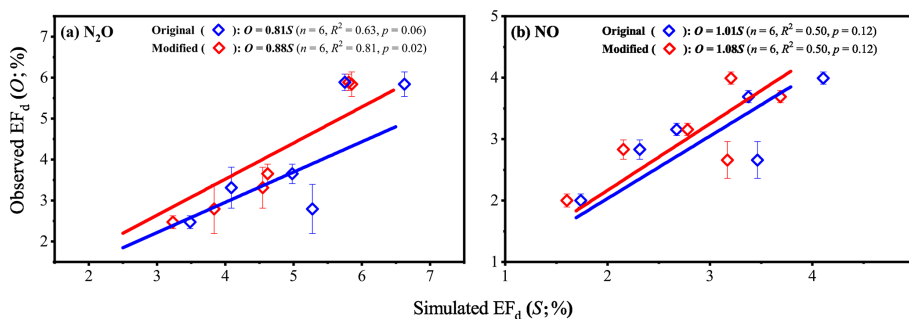 (a) N₂O
Original ( ◇ ): O = 0.81S (n = 6, R² = 0.63, p = 0.06)
Modified ( ◇ ): O = 0.88S (n = 6, R² = 0.81, p = 0.02)
(b) NO
Original ( ◇ ): O = 1.01S (n = 6, R² = 0.50, p = 0.12)
Modified ( ◇ ): O = 1.08S (n = 6, R² = 0.50, p = 0.12)
Observed EF_d (O; %)
7
6
5
4
3
2
5
4
3
2
1
2 3 4 5 6 7
1 2 3 4
Simulated EF_d (S; %)